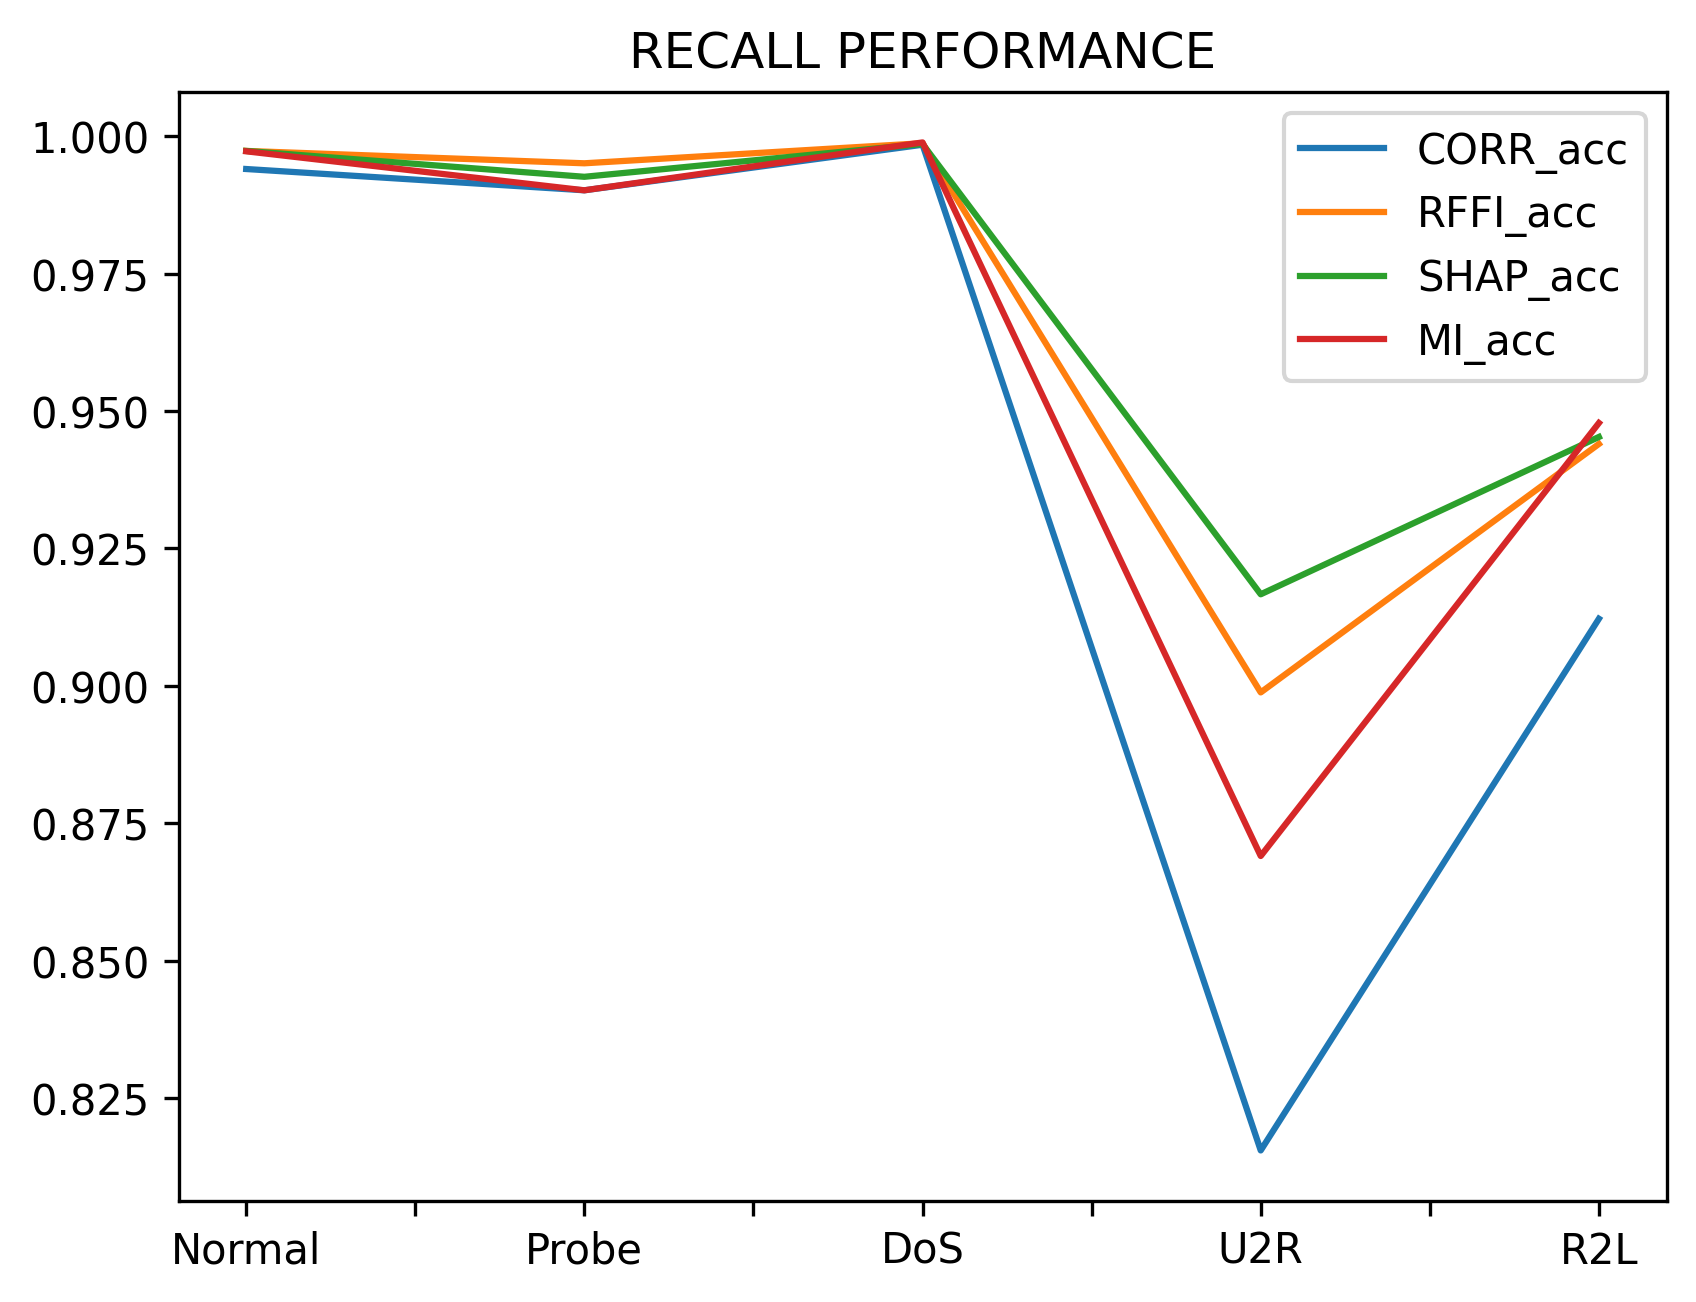 RECALL PERFORMANCE
1.000
0.975
0.950
0.925
0.900
0.875
0.850
0.825
CORR_acc
RFFI_acc
SHAP_acc
MI_acc
Normal Probe DoS U2R R2L